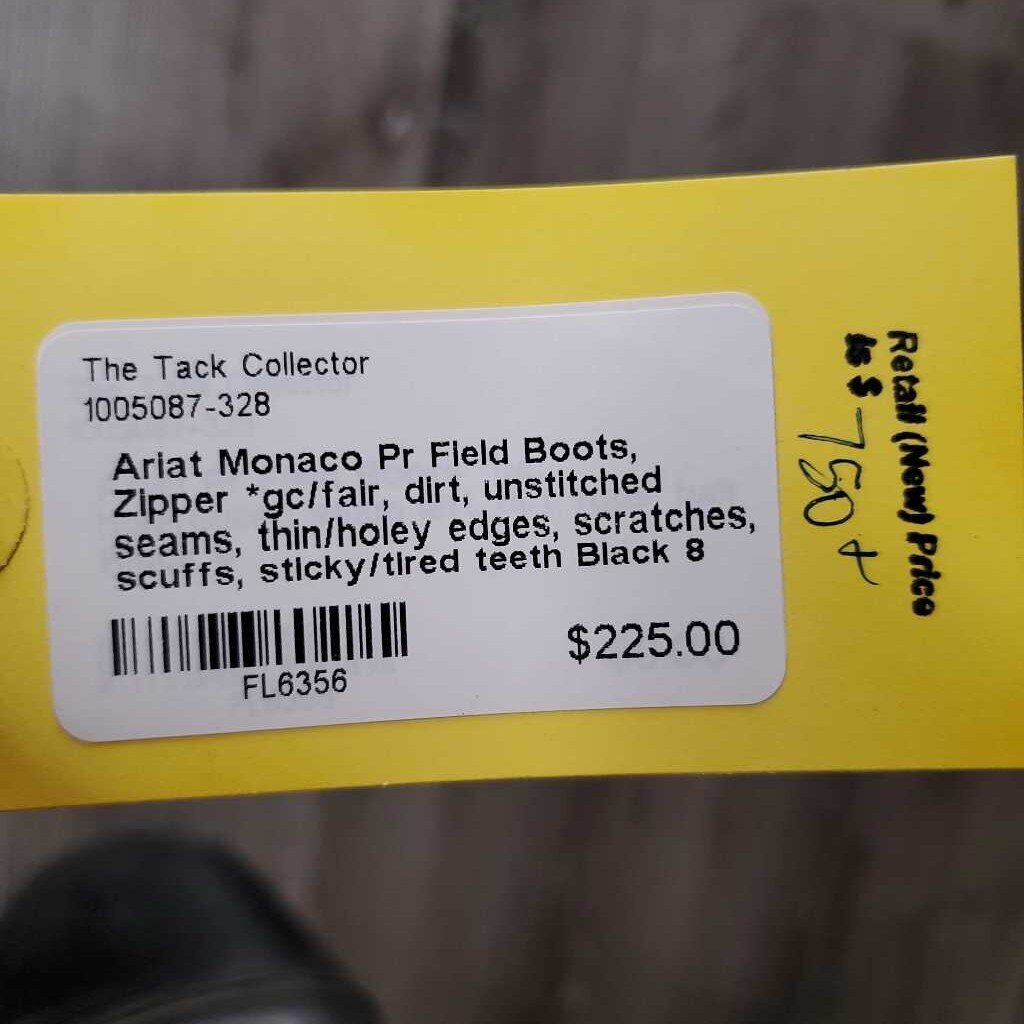 The Tack Collector
1005087-328
Ariat Monaco Pr Field Boots,
Zipper *gc/fair, dirt, unstitched
seams, thin/holey edges, scratches,
scuffs, sticky/tired teeth Black 8
FL6356
$225.00
Retail (New) Price
is $ 750+